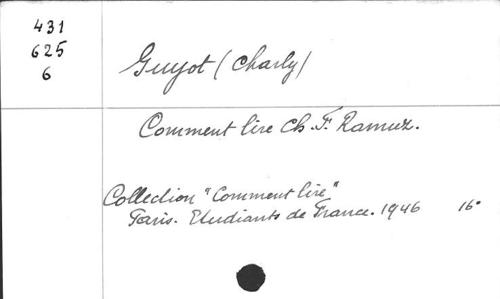 431
625
6
Guyot (Charly)
Comment lire Ch. F. Ramuz.
Collection "Comment lire"
Paris. Etudiants de France. 1946 16°